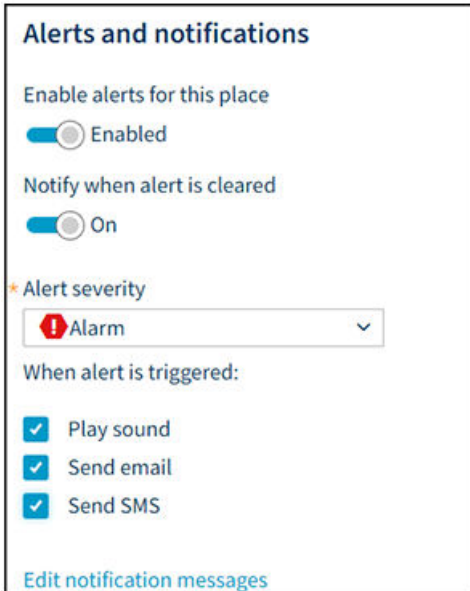 Alerts and notifications
Enable alerts for this place
Enabled
Notify when alert is cleared
On
* Alert severity
! Alarm
When alert is triggered:
Play sound
Send email
Send SMS
Edit notification messages